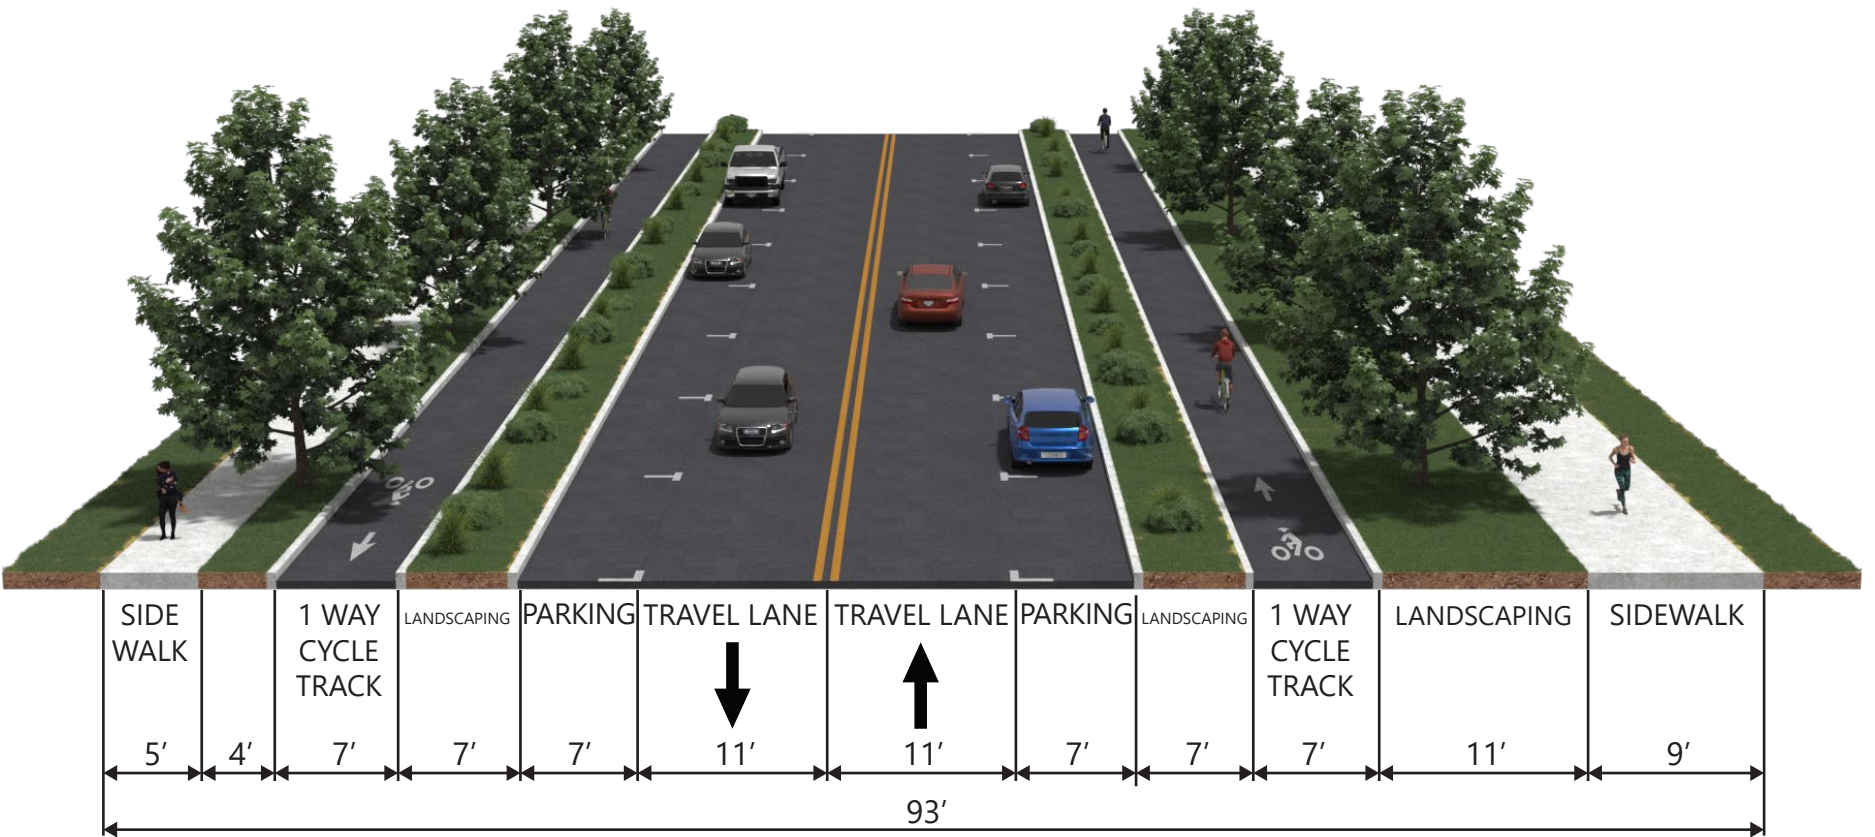 SIDE
WALK
1 WAY
CYCLE
TRACK
LANDSCAPING
PARKING
TRAVEL LANE
TRAVEL LANE
PARKING
LANDSCAPING
1 WAY
CYCLE
TRACK
LANDSCAPING
SIDEWALK
5′ 4′ 7′ 7′ 7′ 11′ 11′ 7′ 7′ 7′ 11′ 9′
93′